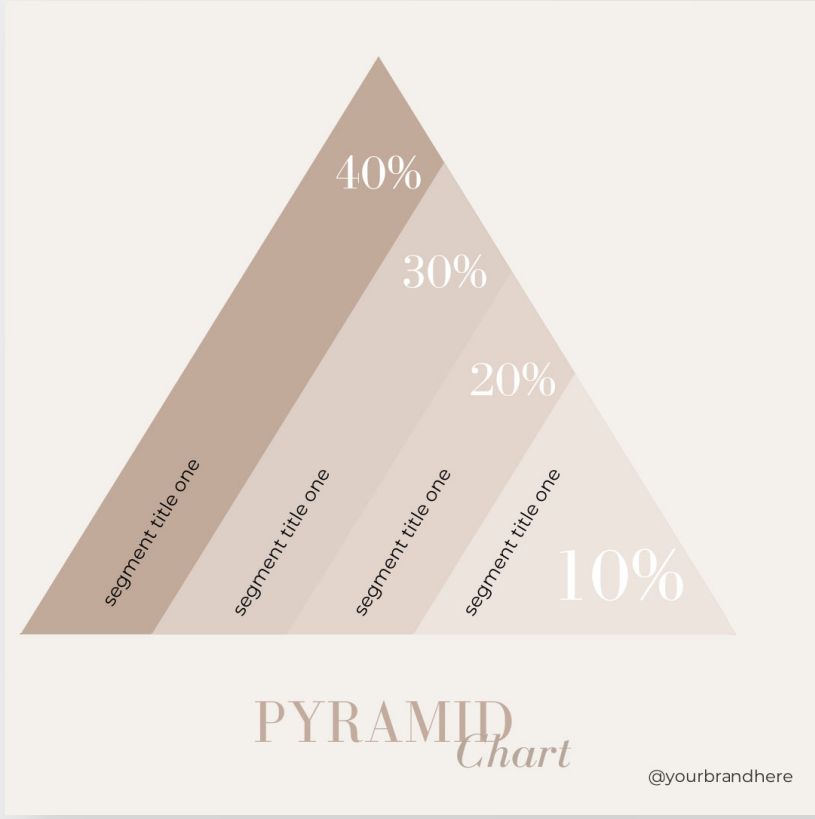 40%
30%
20%
10%
segment title one
segment title one
segment title one
segment title one
PYRAMID
Chart
@yourbrandhere